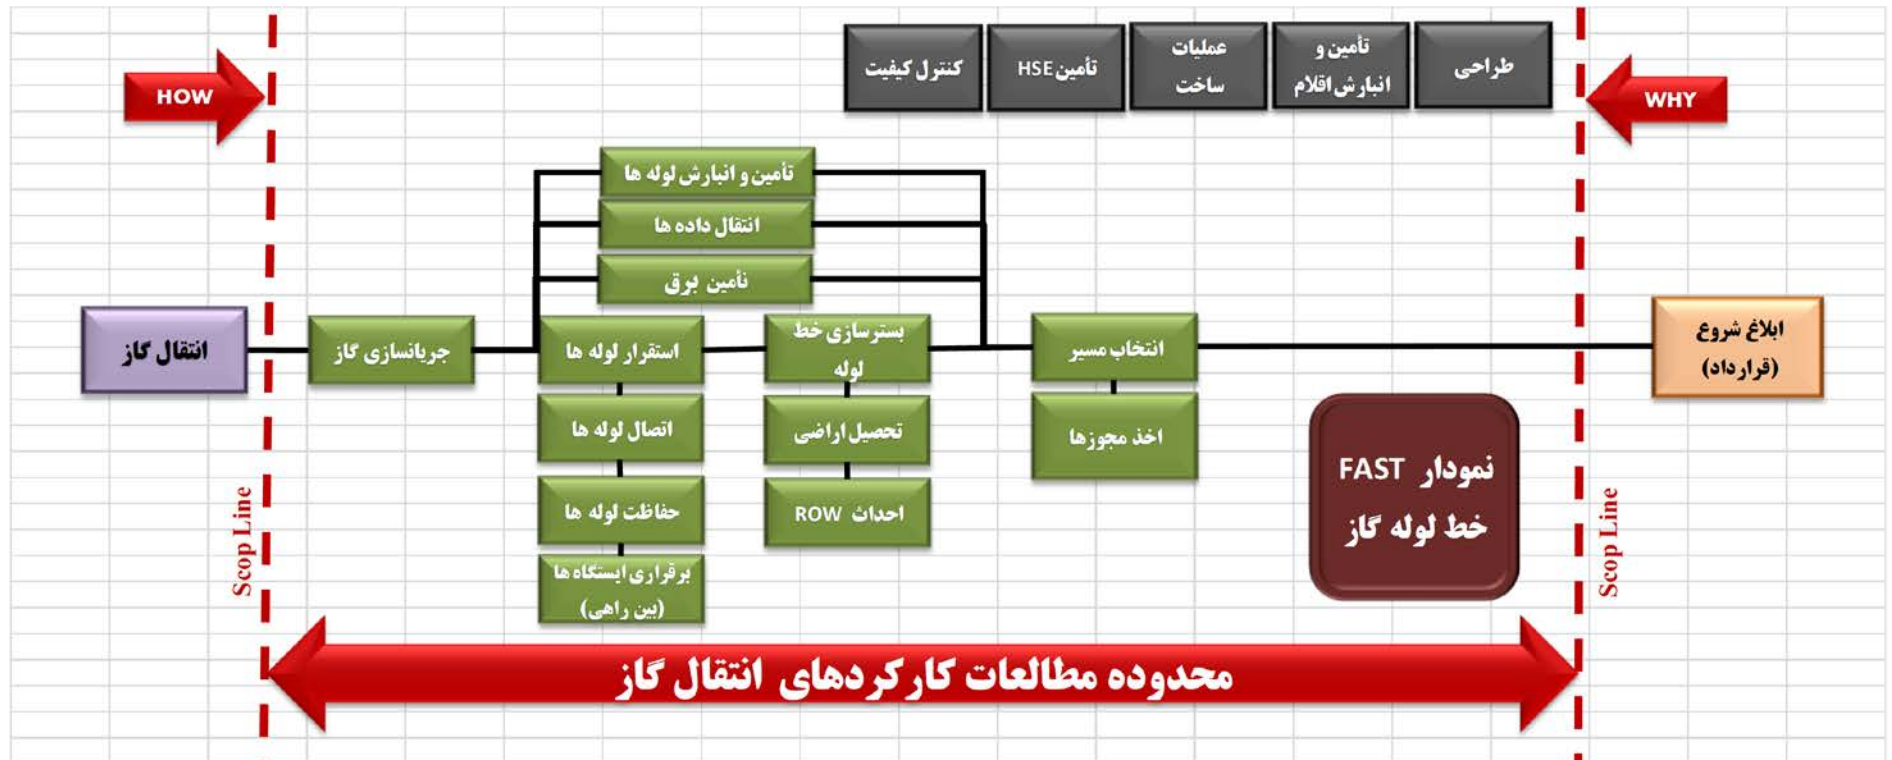 طراحی
تأمین و
انبارش اقلام
عملیات
ساخت
تأمین HSE
کنترل کیفیت
WHY
HOW
تأمین و انبارش لوله ها
انتقال داده ها
تأمین برق
ابلاغ شروع
(قرارداد)
انتخاب مسیر
بسترسازی خط
لوله
استقرار لوله ها
جریانسازی گاز
انتقال گاز
اخذ مجوزها
تحصیل اراضی
اتصال لوله ها
احداث ROW
حفاظت لوله ها
برقراری ایستگاه ها
(بین راهی)
نمودار FAST
خط لوله گاز
Scop Line
Scop Line
محدوده مطالعات کارکردهای انتقال گاز